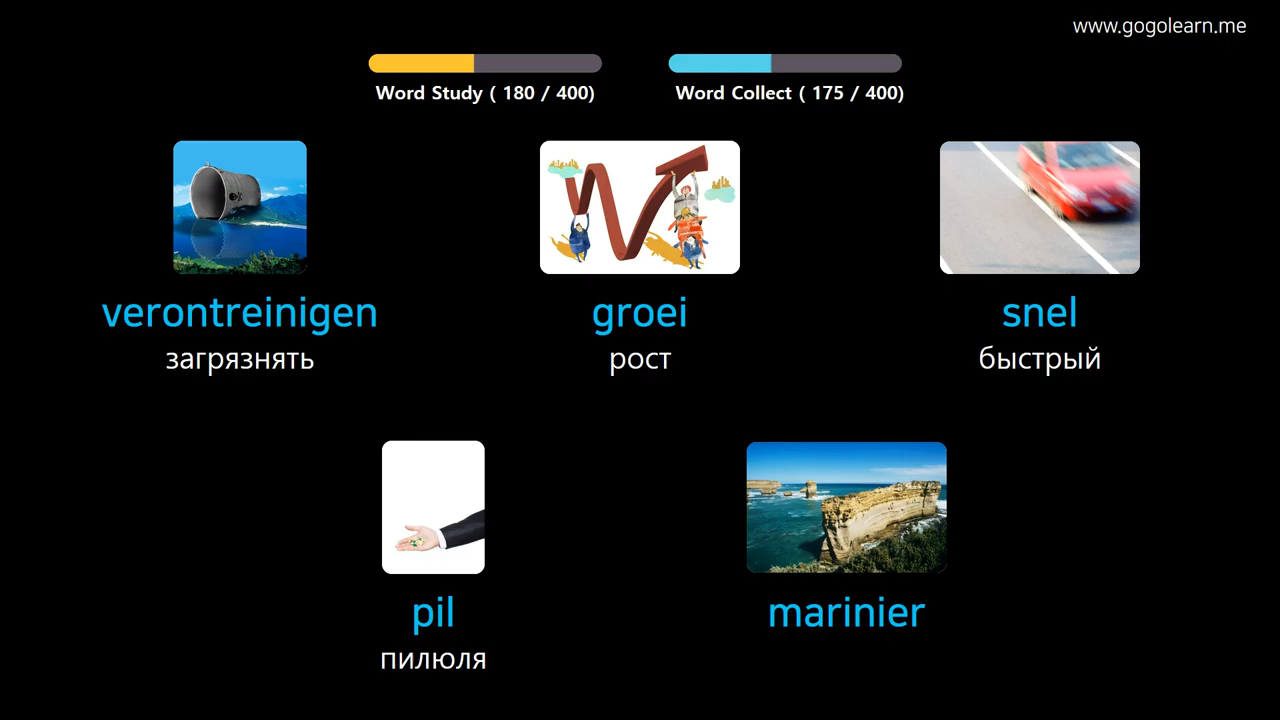 www.gogolearn.me
Word Study ( 180 / 400)
Word Collect ( 175 / 400)
verontreinigen
загрязнять
groei
рост
snel
быстрый
pil
пилюля
marinier